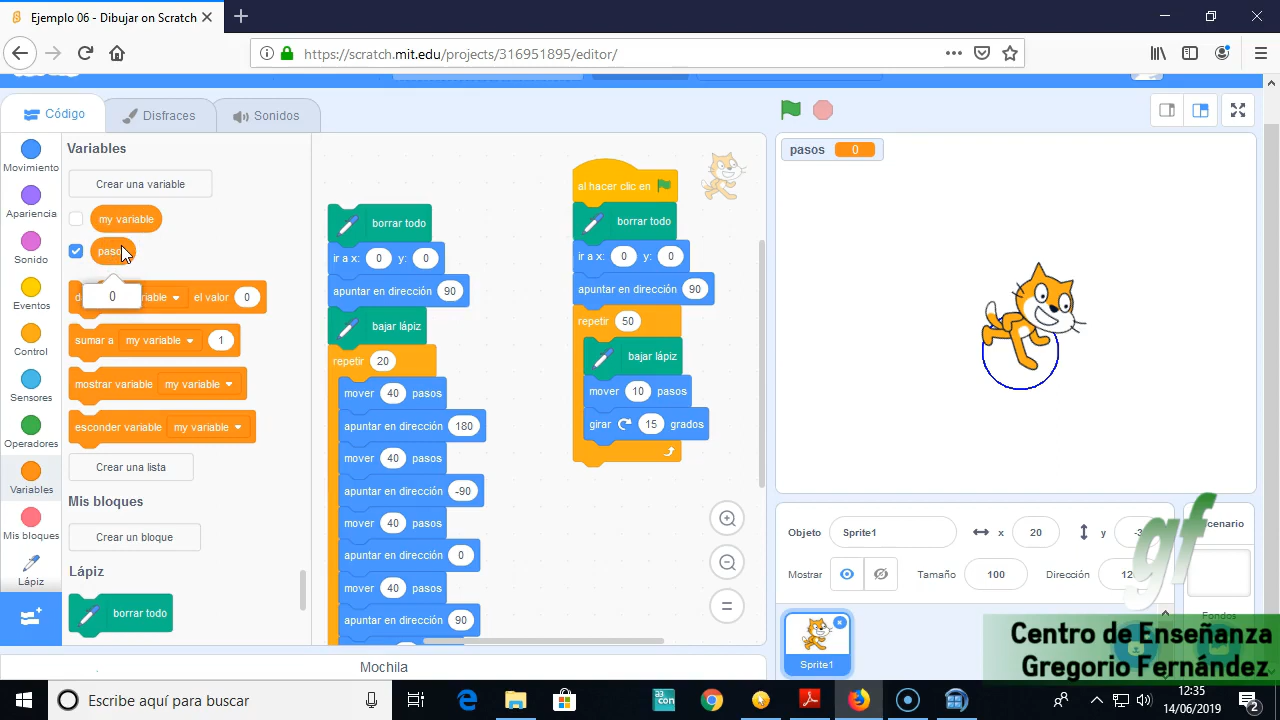 Ejemplo 06 - Dibujar on Scratch
https://scratch.mit.edu/projects/316951895/editor/
Código
Disfraces
Sonidos
Movimiento
Apariencia
Sonido
Eventos
Control
Sensores
Operadores
Variables
Mis bloques
Lápiz
Variables
Crear una variable
my variable
0
el valor 0
sumar a my variable 1
mostrar variable my variable
esconder variable my variable
Crear una lista
Mis bloques
Crear un bloque
Lápiz
borrar todo
borrar todo
ir a x: 0 y: 0
apuntar en dirección 90
bajar lápiz
repetir 20
mover 40 pasos
apuntar en dirección 180
mover 40 pasos
apuntar en dirección -90
mover 40 pasos
apuntar en dirección 0
mover 40 pasos
apuntar en dirección 90
al hacer clic en
borrar todo
ir a x: 0 y: 0
apuntar en dirección 90
repetir 50
bajar lápiz
mover 10 pasos
girar 15 grados
Mochila
pasos 0
Objeto Sprite1 x 20 y
Mostrar Tamaño 100 Dirección
Sprite1
Fondos
gf
Centro de Enseñanza
Gregorio Fernández
Escribe aquí para buscar
12:35
14/06/2019